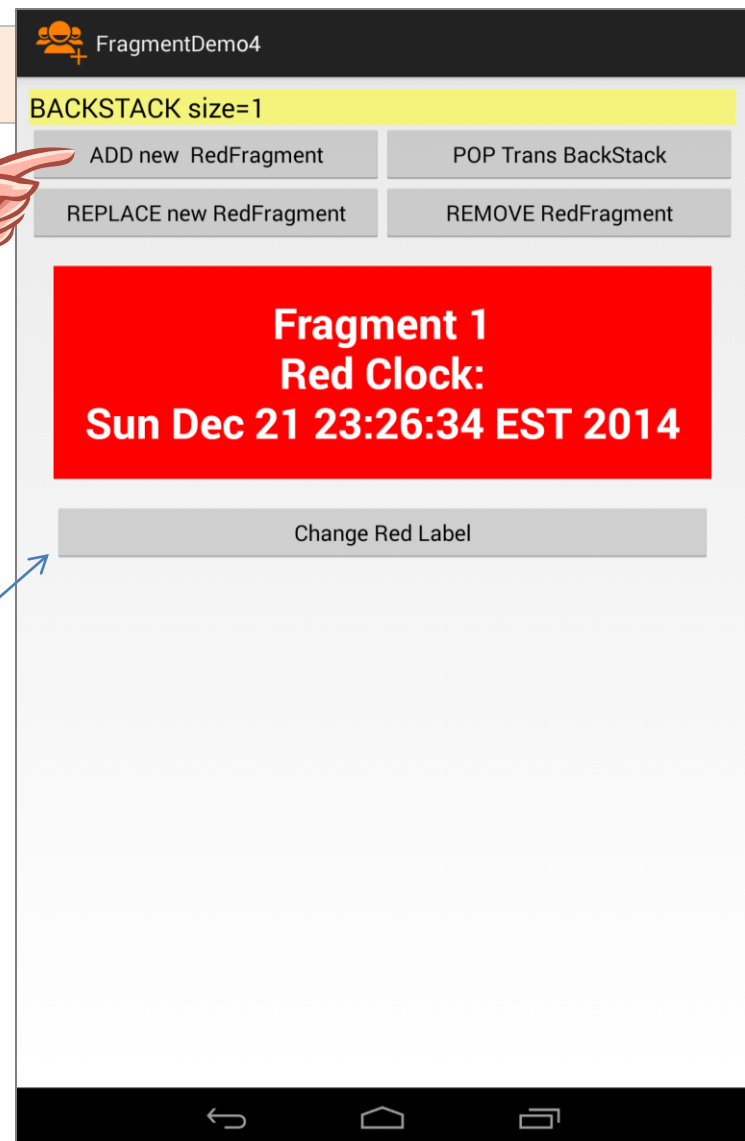 FragmentDemo4
BACKSTACK size=1
ADD new RedFragment
POP Trans BackStack
REPLACE new RedFragment
REMOVE RedFragment
Fragment 1
Red Clock:
Sun Dec 21 23:26:34 EST 2014
Change Red Label